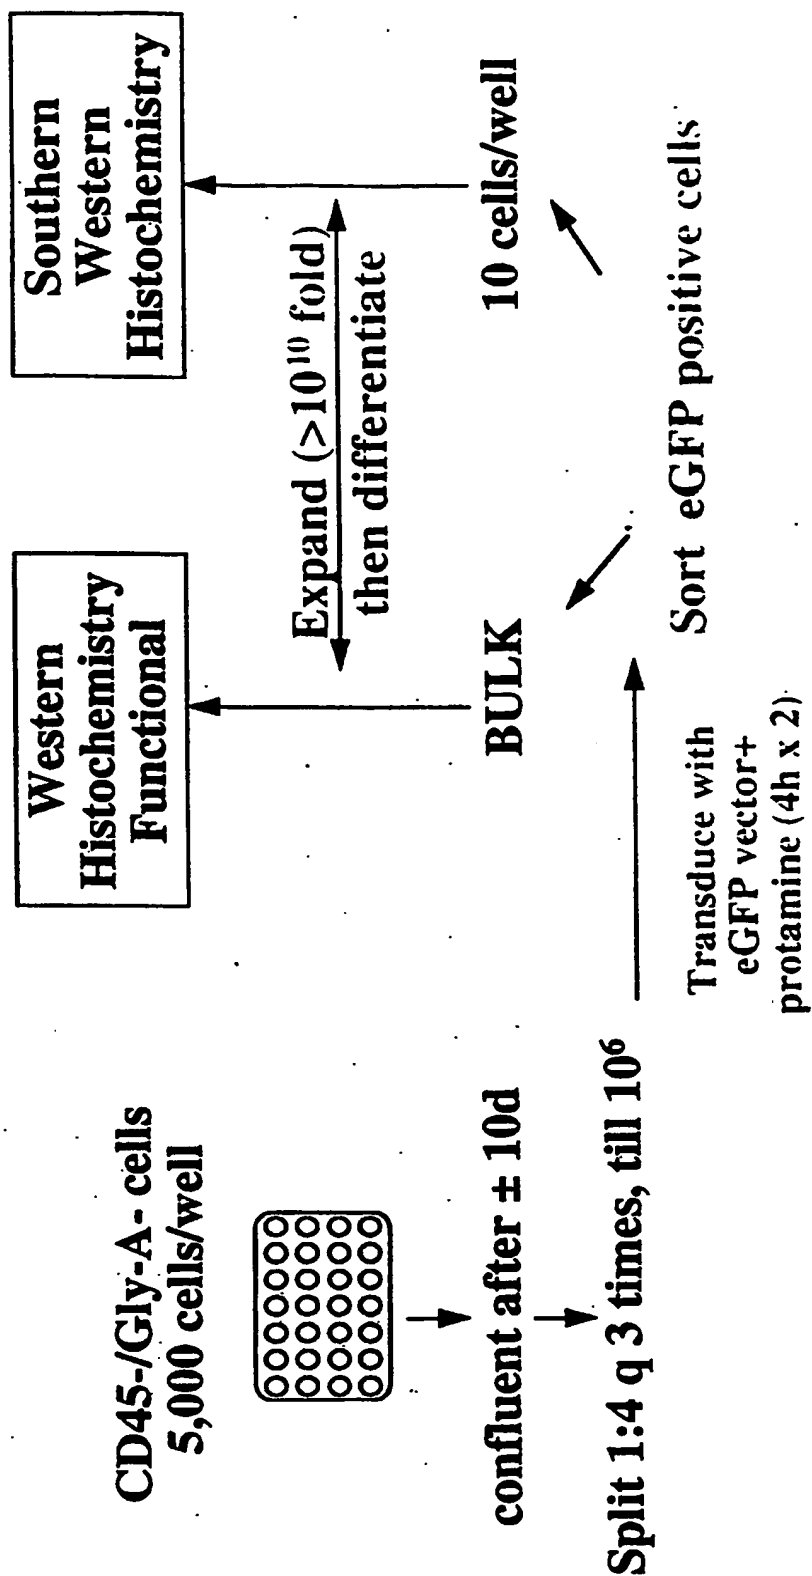 CD45-/Gly-A- cells
5,000 cells/well
confluent after ± 10d
Split 1:4 q 3 times, till 10⁶
Transduce with
eGFP vector+
protamine (4h x 2)
Sort eGFP positive cells
BULK
10 cells/well
Expand (>10¹⁰ fold)
then differentiate
Western
Histochemistry
Functional
Southern
Western
Histochemistry